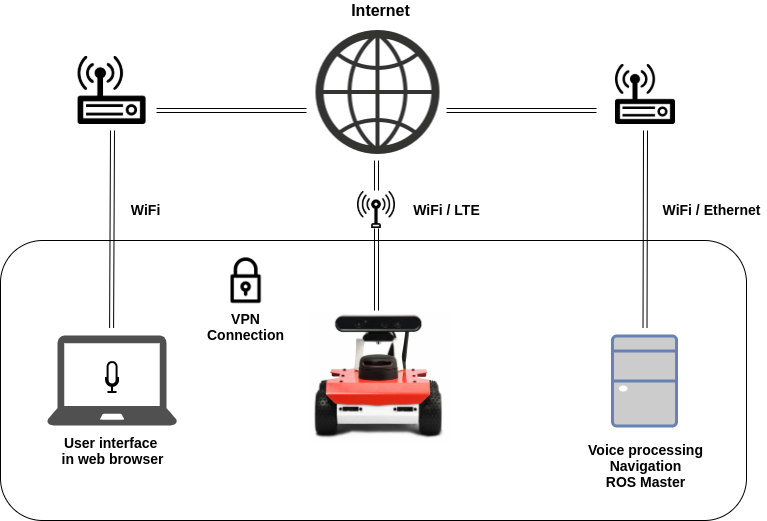 Internet
WiFi
WiFi / LTE
WiFi / Ethernet
VPN
Connection
User interface
in web browser
Voice processing
Navigation
ROS Master